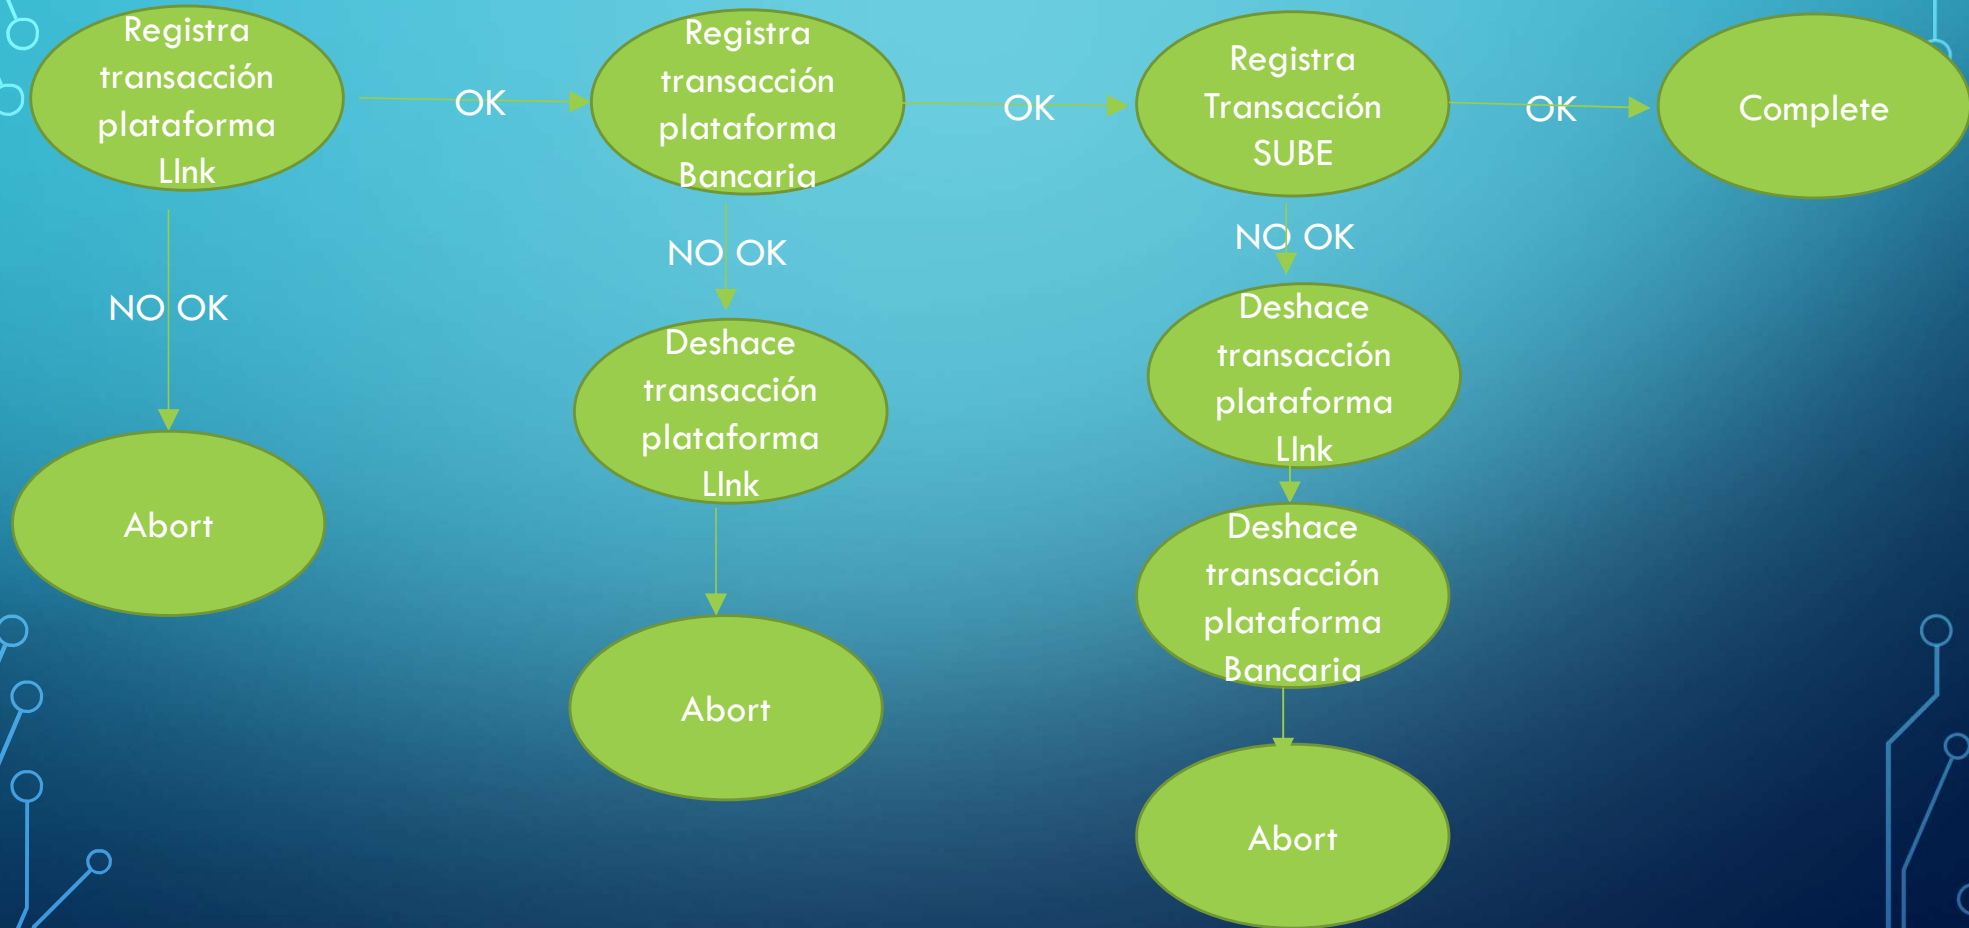 Registra
transacción
plataforma
LInk
OK
Registra
transacción
plataforma
Bancaria
OK
Registra
Transacción
SUBE
OK
Complete
NO OK
NO OK
NO OK
Abort
Deshace
transacción
plataforma
LInk
Abort
Deshace
transacción
plataforma
LInk
Deshace
transacción
plataforma
Bancaria
Abort